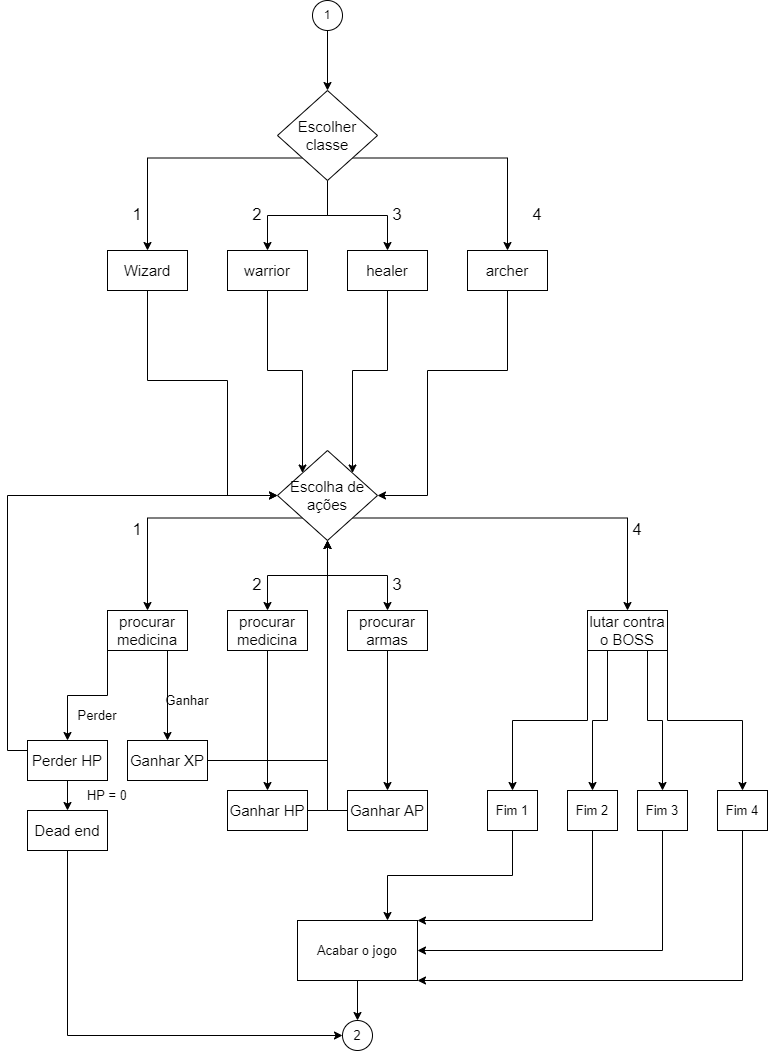 1
Escolher
classe
1
2
3
4
Wizard
warrior
healer
archer
Escolha de
ações
1
4
2
3
procurar
medicina
procurar
medicina
procurar
armas
lutar contra
o BOSS
Perder
Ganhar
Perder HP
Ganhar XP
HP = 0
Ganhar HP
Ganhar AP
Fim 1
Fim 2
Fim 3
Fim 4
Dead end
Acabar o jogo
2